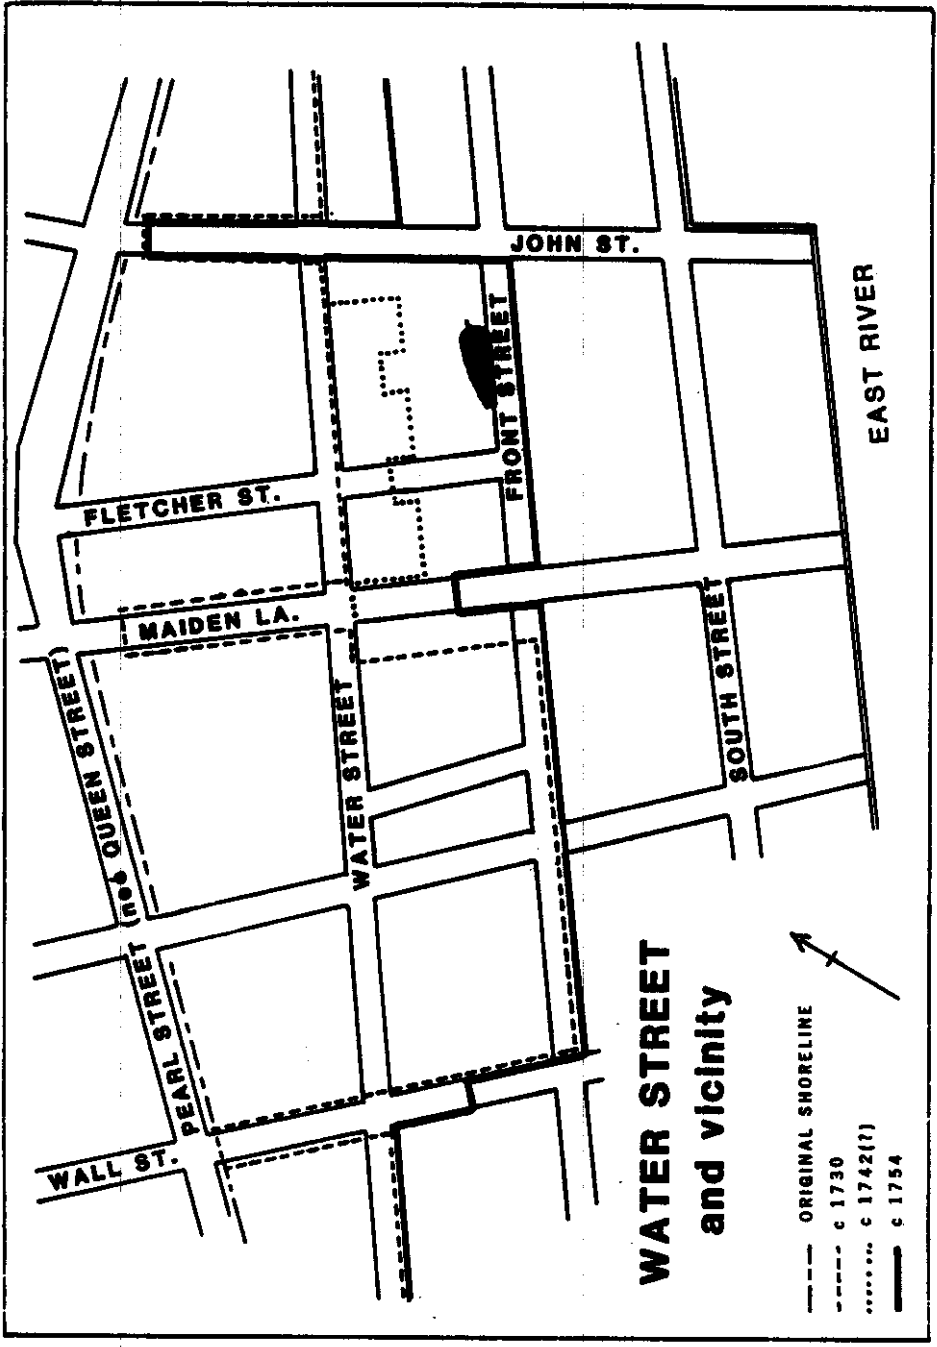 WATER STREET
and vicinity
ORIGINAL SHORELINE
c 1730
c 1742(?)
c 1754
WALL ST.
PEARL STREET (neé QUEEN STREET)
MAIDEN LA.
FLETCHER ST.
JOHN ST.
WATER STREET
FRONT STREET
SOUTH STREET
EAST RIVER